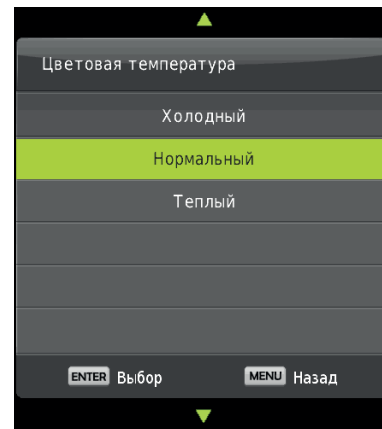 Цветовая температура
Холодный
Нормальный
Теплый
ENTER Выбор MENU Назад